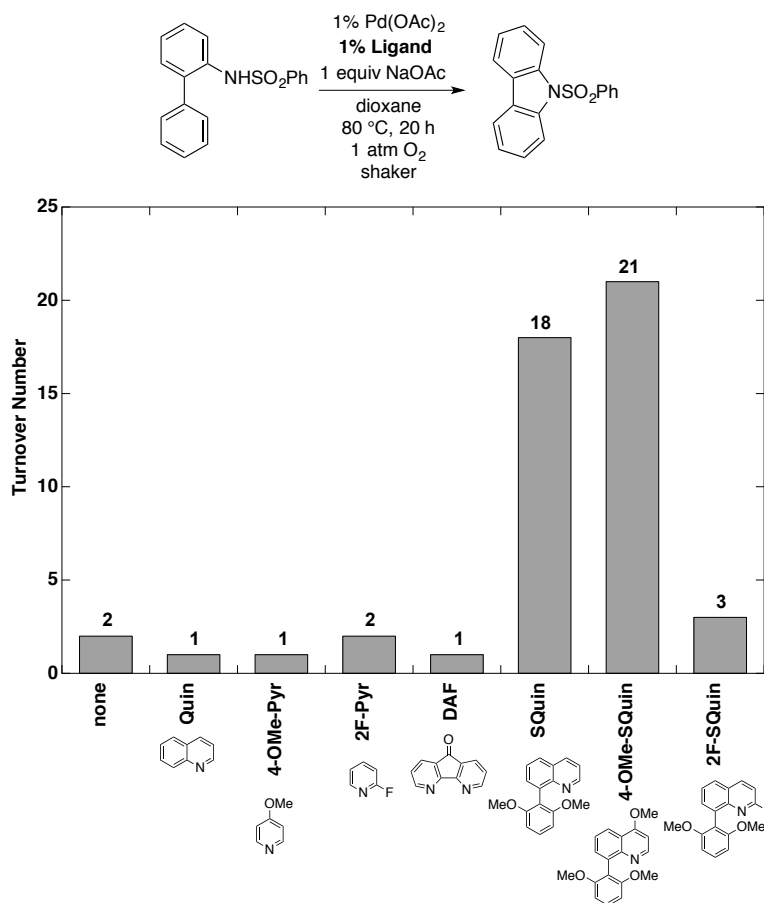 1% Pd(OAc)2
1% Ligand
1 equiv NaOAc
dioxane
80 °C, 20 h
1 atm O2
shaker
NHSO2Ph
NSO2Ph
Turnover Number
25
20
15
10
5
0
2
1
1
2
1
18
21
3
none
Quin
4-OMe-Pyr
2F-Pyr
DAF
SQuin
4-OMe-SQuin
2F-SQuin
N
OMe
N
N F
O
N N
N
MeO OMe
OMe
N
MeO OMe
N
MeO OMe